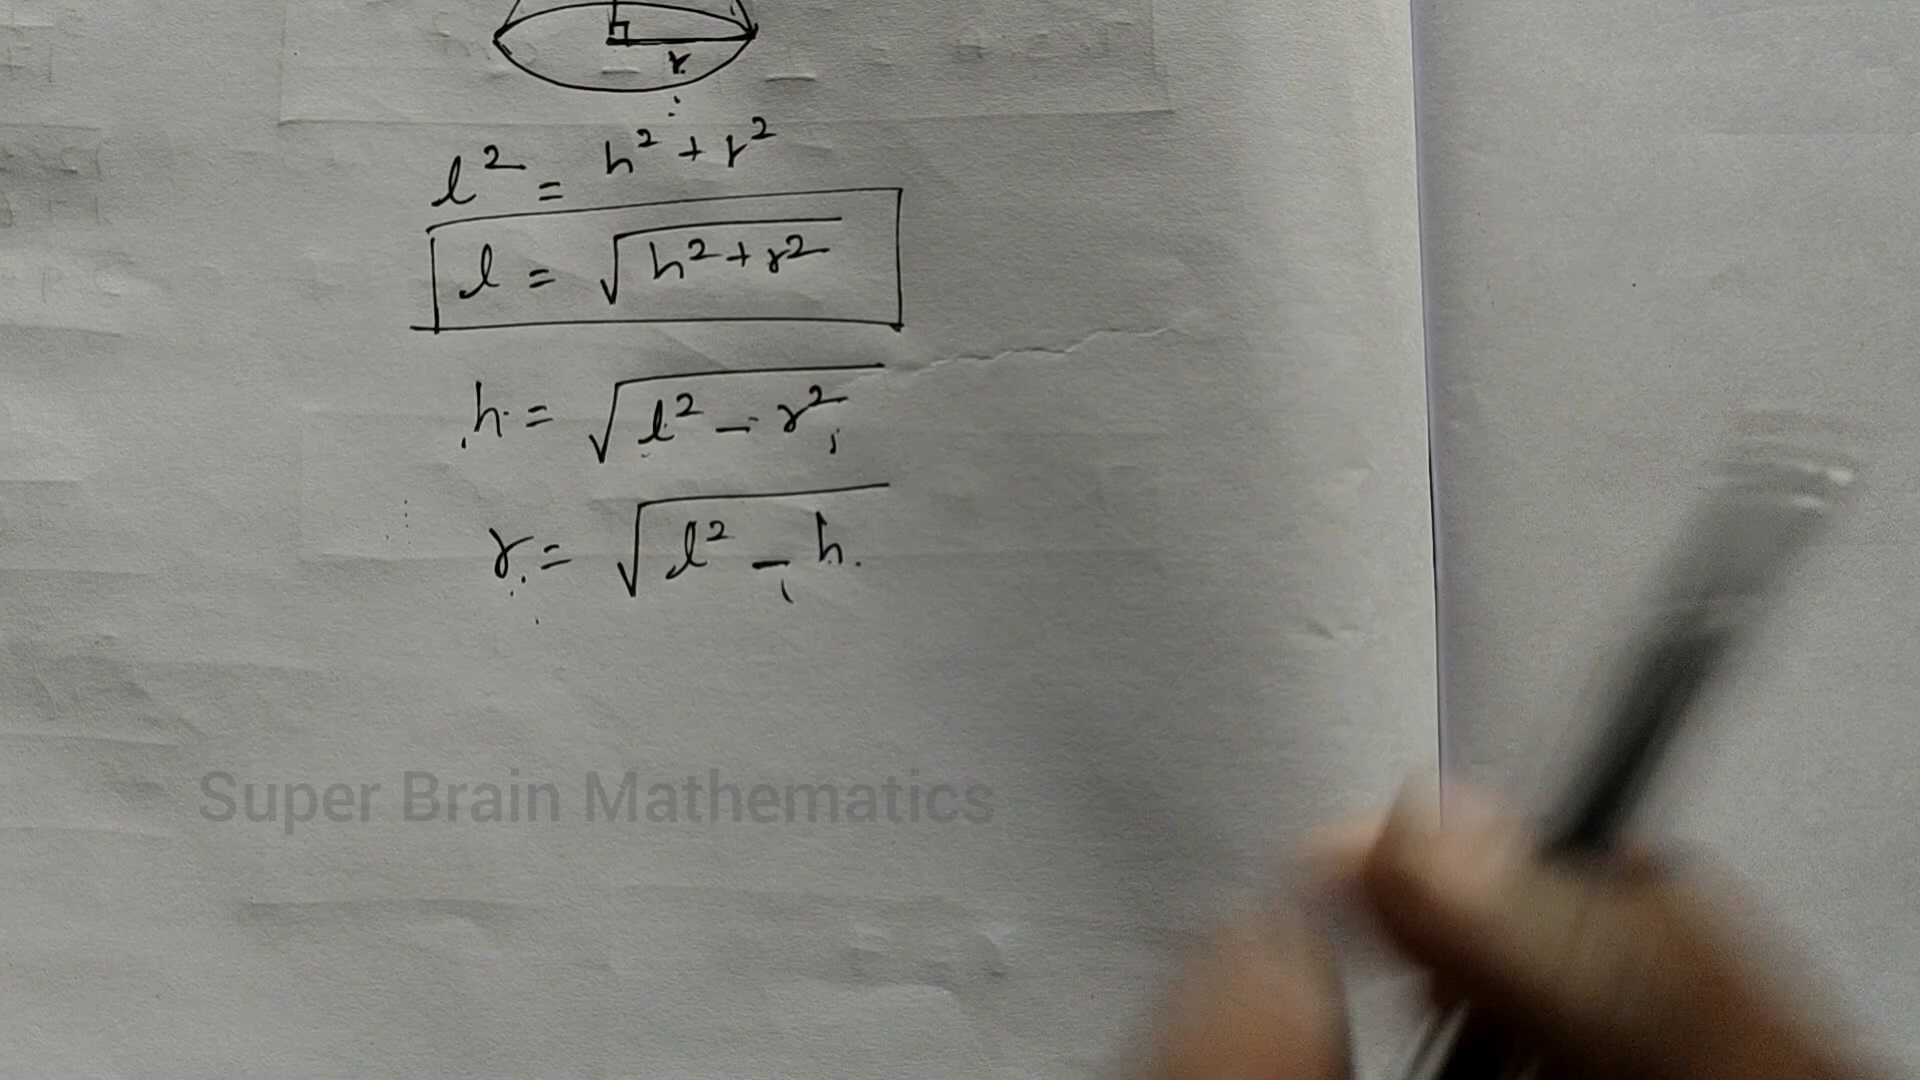 r
l² = h² + r²
l = √(h² + r²)
h = √(l² - r²)
r = √(l² - h
Super Brain Mathematics